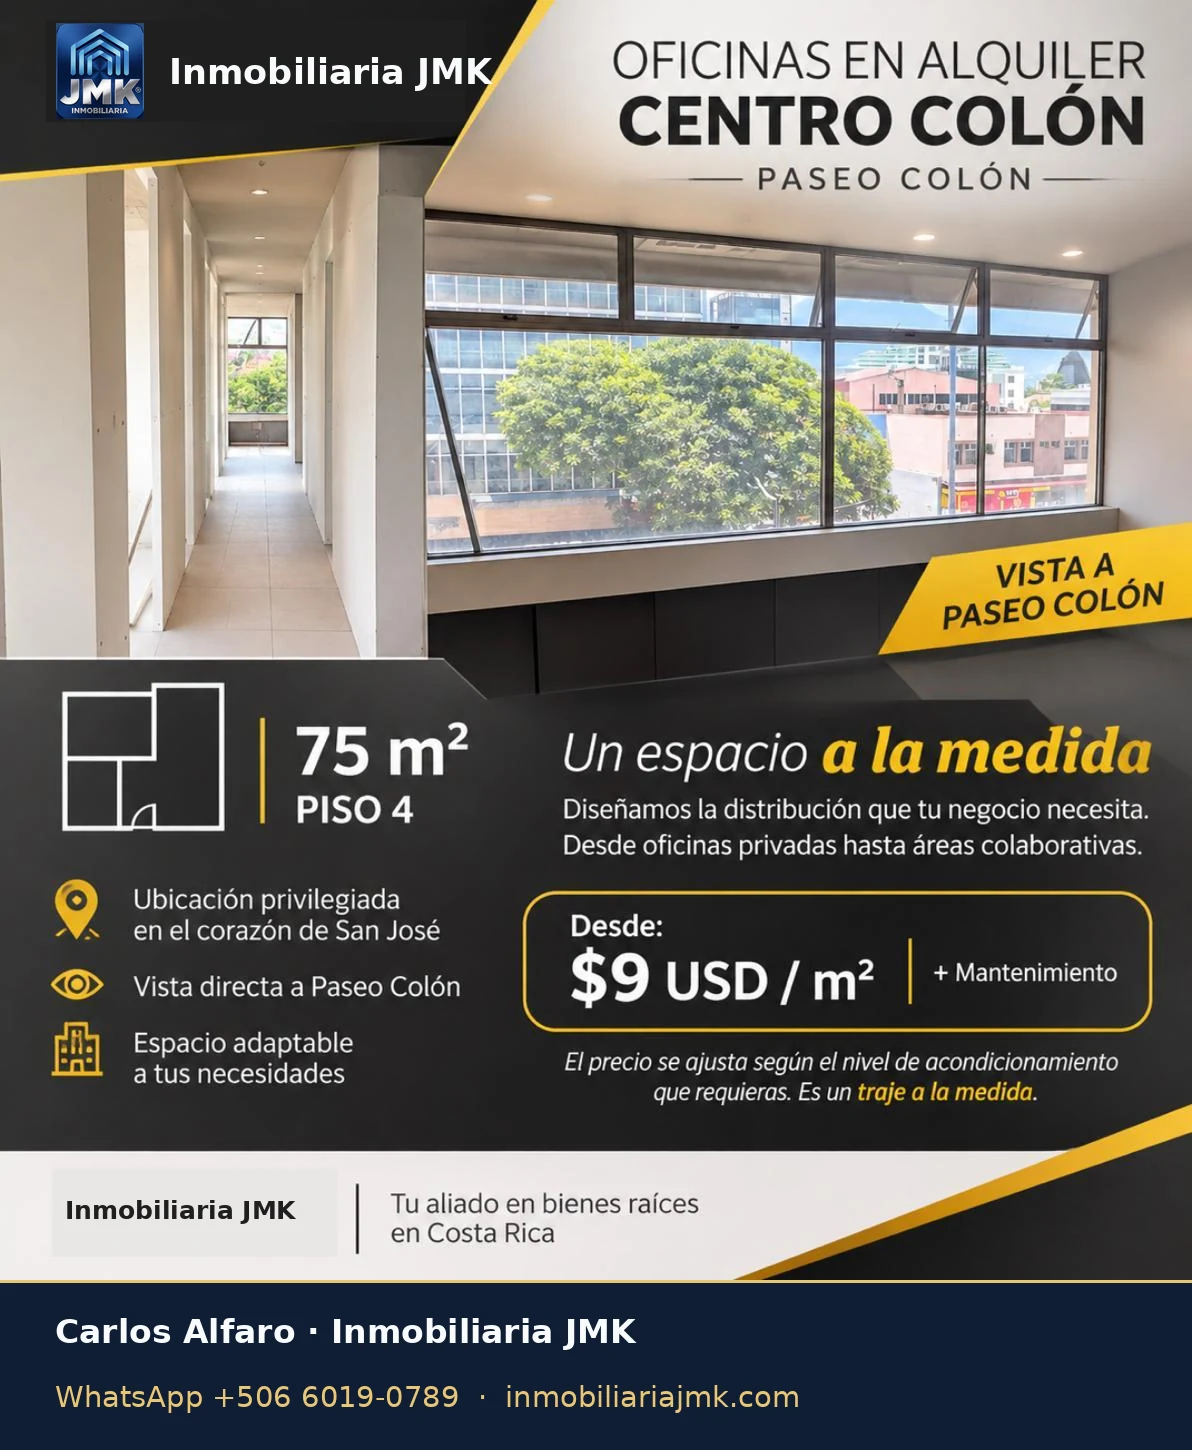 JMK
INMOBILIARIA
Inmobiliaria JMK
OFICINAS EN ALQUILER
CENTRO COLÓN
PASEO COLÓN
VISTA A
PASEO COLÓN
75 m²
PISO 4
Ubicación privilegiada
en el corazón de San José
Vista directa a Paseo Colón
Espacio adaptable
a tus necesidades
Un espacio a la medida
Diseñamos la distribución que tu negocio necesita.
Desde oficinas privadas hasta áreas colaborativas.
Desde:
$9 USD / m²
+ Mantenimiento
El precio se ajusta según el nivel de acondicionamiento
que requieras. Es un traje a la medida.
Inmobiliaria JMK
Tu aliado en bienes raíces
en Costa Rica
Carlos Alfaro · Inmobiliaria JMK
WhatsApp +506 6019-0789 · inmobiliariajmk.com